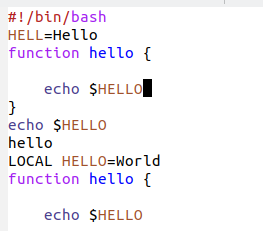 #!/bin/bash
HELL=Hello
function hello {
echo $HELLO
}
echo $HELLO
hello
LOCAL HELLO=World
function hello {
echo $HELLO